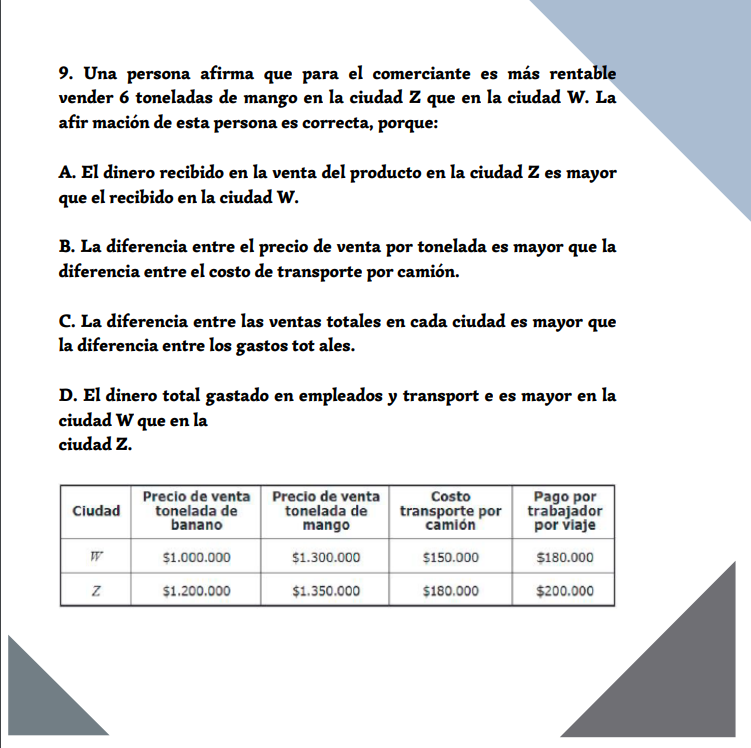 9. Una persona afirma que para el comerciante es más rentable
vender 6 toneladas de mango en la ciudad Z que en la ciudad W. La
afir mación de esta persona es correcta, porque:
A. El dinero recibido en la venta del producto en la ciudad Z es mayor
que el recibido en la ciudad W.
B. La diferencia entre el precio de venta por tonelada es mayor que la
diferencia entre el costo de transporte por camión.
C. La diferencia entre las ventas totales en cada ciudad es mayor que
la diferencia entre los gastos tot ales.
D. El dinero total gastado en empleados y transport e es mayor en la
ciudad W que en la
ciudad Z.
Ciudad Precio de venta tonelada de banano Precio de venta tonelada de mango Costo transporte por camión Pago por trabajador por viaje
W $1.000.000 $1.300.000 $150.000 $180.000
Z $1.200.000 $1.350.000 $180.000 $200.000